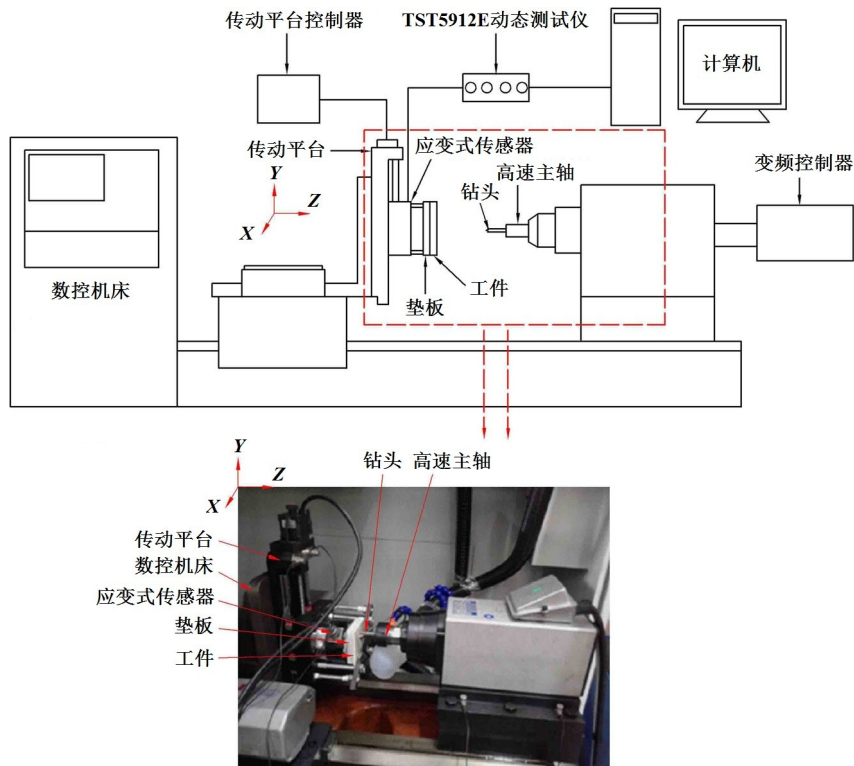 传动平台控制器
TST5912E动态测试仪
计算机
传动平台
应变式传感器
变频控制器
高速主轴
钻头
Y
Z
X
数控机床
工件
垫板
钻头 高速主轴
Y
Z
X
传动平台
数控机床
应变式传感器
垫板
工件